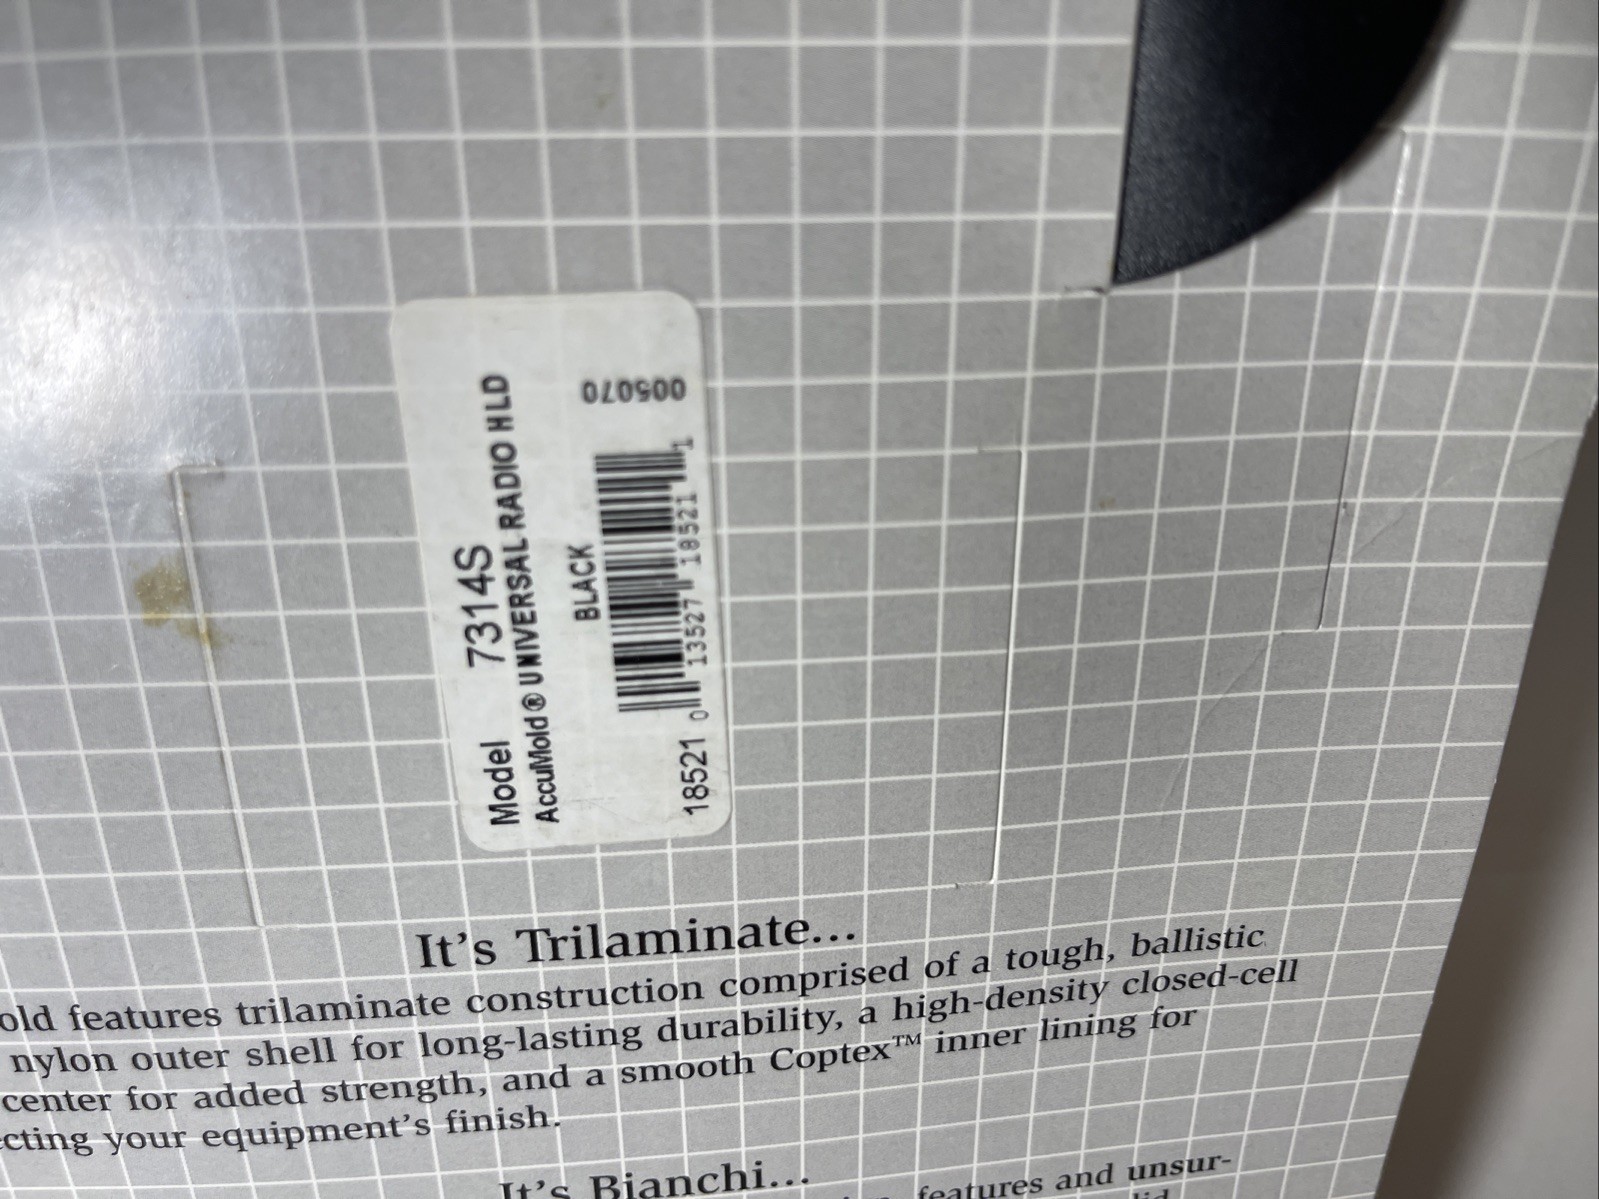 Model 7314S
AccuMold® UNIVERSAL RADIO HLD
BLACK
005070
0 13527 18521 1
18521
It's Trilaminate...
old features trilaminate construction comprised of a tough, ballistic
nylon outer shell for long-lasting durability, a high-density closed-cell
center for added strength, and a smooth Coptex™ inner lining for
cting your equipment's finish.
It's Bianchi...
features and unsur-